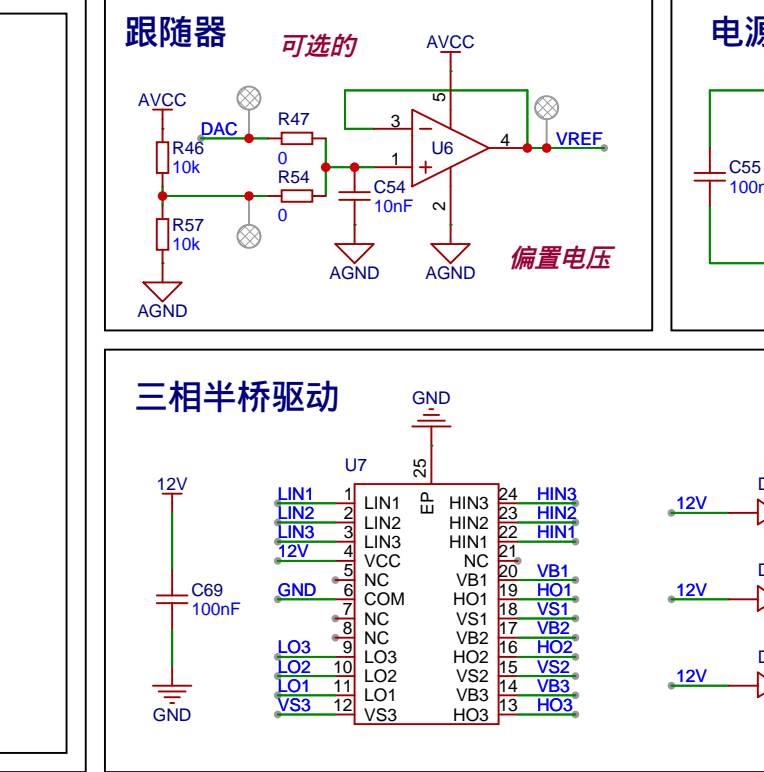 跟随器
可选的
AVCC
AVCC
DAC
R46
10k
R47
0
R54
0
R57
10k
C54
10nF
3
1
5
2
4
U6
VREF
AGND
AGND
AGND
偏置电压
电源
C55
100n
三相半桥驱动
GND
U7
25
EP
12V
C69
100nF
GND
LIN1 1 LIN1
LIN2 2 LIN2
LIN3 3 LIN3
12V 4 VCC
5 NC
GND 6 COM
7 NC
8 NC
LO3 9 LO3
LO2 10 LO2
LO1 11 LO1
VS3 12 VS3
HIN3 24 HIN3
HIN2 23 HIN2
HIN1 22 HIN1
NC 21
VB1 20 VB1
HO1 19 HO1
VS1 18 VS1
VB2 17 VB2
HO2 16 HO2
VS2 15 VS2
VB3 14 VB3
HO3 13 HO3
12V
D
12V
D
12V
D